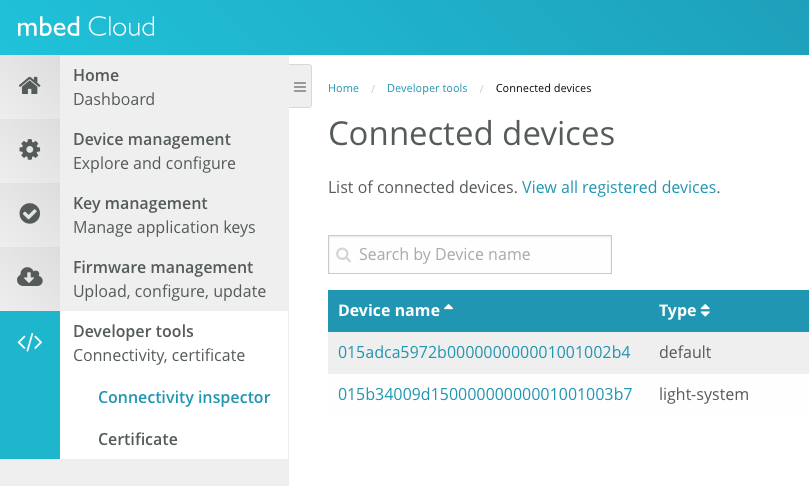 mbed Cloud
Home
Dashboard
Device management
Explore and configure
Key management
Manage application keys
Firmware management
Upload, configure, update
Developer tools
Connectivity, certificate
Connectivity inspector
Certificate
Home / Developer tools / Connected devices
Connected devices
List of connected devices. View all registered devices.
Search by Device name
Device name Type
015adca5972b000000000001001002b4 default
015b34009d15000000000001001003b7 light-system